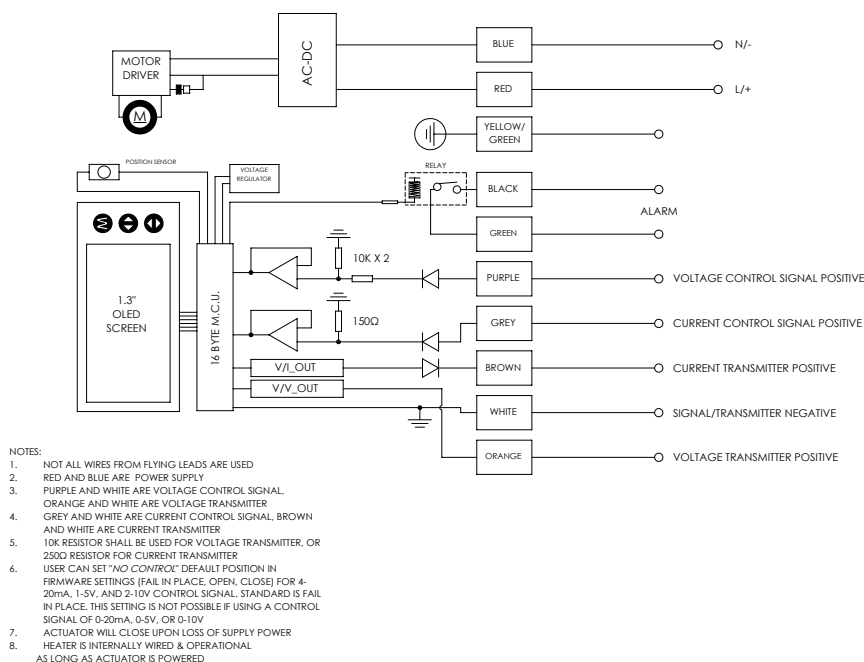 MOTOR
DRIVER
M
AC-DC
BLUE
N/-
RED
L/+
YELLOW/
GREEN
POSITION SENSOR
VOLTAGE
REGULATOR
RELAY
BLACK
ALARM
GREEN
10K X 2
PURPLE
VOLTAGE CONTROL SIGNAL POSITIVE
1.3"
OLED
SCREEN
16 BYTE M.C.U.
150Ω
GREY
CURRENT CONTROL SIGNAL POSITIVE
V/I_OUT
BROWN
CURRENT TRANSMITTER POSITIVE
V/V_OUT
WHITE
SIGNAL/TRANSMITTER NEGATIVE
ORANGE
VOLTAGE TRANSMITTER POSITIVE
NOTES:
1. NOT ALL WIRES FROM FLYING LEADS ARE USED
2. RED AND BLUE ARE POWER SUPPLY
3. PURPLE AND WHITE ARE VOLTAGE CONTROL SIGNAL,
ORANGE AND WHITE ARE VOLTAGE TRANSMITTER
4. GREY AND WHITE ARE CURRENT CONTROL SIGNAL, BROWN
AND WHITE ARE CURRENT TRANSMITTER
5. 10K RESISTOR SHALL BE USED FOR VOLTAGE TRANSMITTER, OR
250Ω RESISTOR FOR CURRENT TRANSMITTER
6. USER CAN SET "NO CONTROL" DEFAULT POSITION IN
FIRMWARE SETTINGS (FAIL IN PLACE, OPEN, CLOSE) FOR 4-
20mA, 1-5V, AND 2-10V CONTROL SIGNAL. STANDARD IS FAIL
IN PLACE. THIS SETTING IS NOT POSSIBLE IF USING A CONTROL
SIGNAL OF 0-20mA, 0-5V, OR 0-10V
7. ACTUATOR WILL CLOSE UPON LOSS OF SUPPLY POWER
8. HEATER IS INTERNALLY WIRED & OPERATIONAL
AS LONG AS ACTUATOR IS POWERED